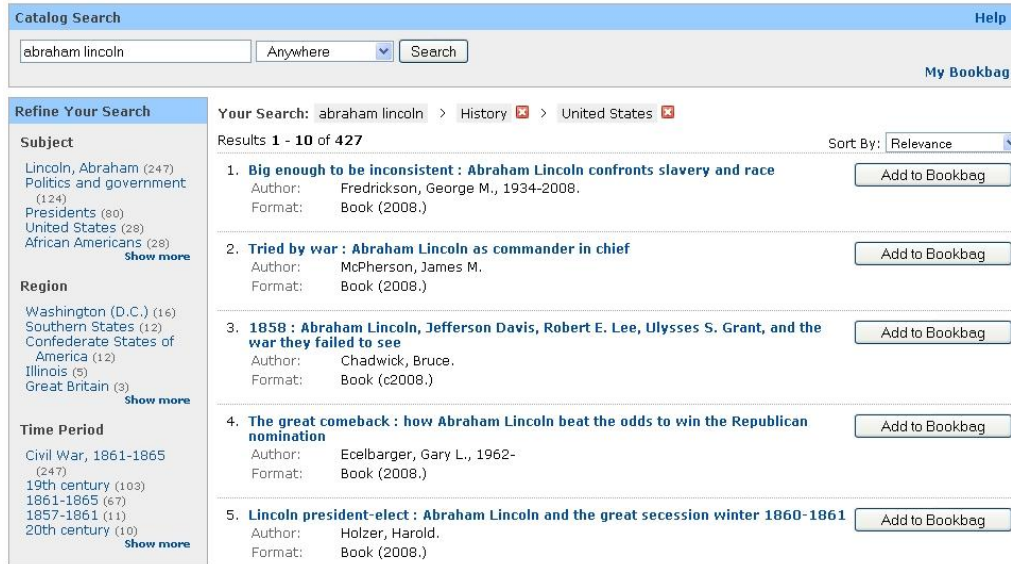 Catalog Search Help
abraham lincoln Anywhere Search
My Bookbag
Refine Your Search
Subject
Lincoln, Abraham (247)
Politics and government
(124)
Presidents (80)
United States (28)
African Americans (28)
Show more
Region
Washington (D.C.) (16)
Southern States (12)
Confederate States of
America (12)
Illinois (5)
Great Britain (3)
Show more
Time Period
Civil War, 1861-1865
(247)
19th century (103)
1861-1865 (67)
1857-1861 (11)
20th century (10)
Show more
Your Search: abraham lincoln > History > United States
Results 1 - 10 of 427
Sort By: Relevance
1. Big enough to be inconsistent : Abraham Lincoln confronts slavery and race
Author: Fredrickson, George M., 1934-2008.
Format: Book (2008.)
Add to Bookbag
2. Tried by war : Abraham Lincoln as commander in chief
Author: McPherson, James M.
Format: Book (2008.)
Add to Bookbag
3. 1858 : Abraham Lincoln, Jefferson Davis, Robert E. Lee, Ulysses S. Grant, and the
war they failed to see
Author: Chadwick, Bruce.
Format: Book (c2008.)
Add to Bookbag
4. The great comeback : how Abraham Lincoln beat the odds to win the Republican
nomination
Author: Ecelbarger, Gary L., 1962-
Format: Book (2008.)
Add to Bookbag
5. Lincoln president-elect : Abraham Lincoln and the great secession winter 1860-1861
Author: Holzer, Harold.
Format: Book (2008.)
Add to Bookbag